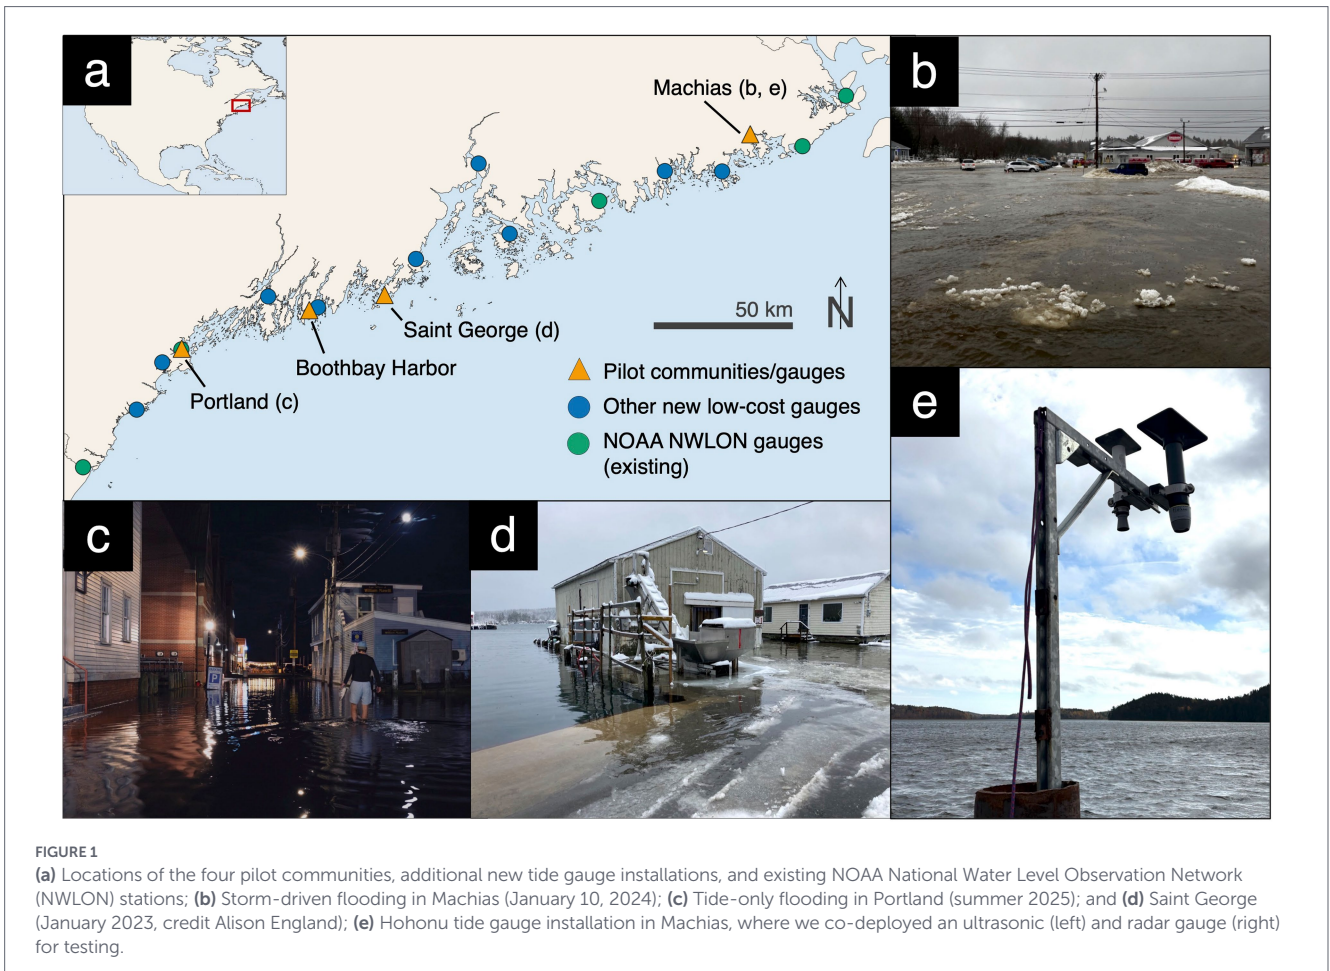 a
Machias (b, e)
Saint George (d)
Boothbay Harbor
Portland (c)
50 km
N
Pilot communities/gauges
Other new low-cost gauges
NOAA NWLON gauges
(existing)
b
c
P
d
e
FIGURE 1
(a) Locations of the four pilot communities, additional new tide gauge installations, and existing NOAA National Water Level Observation Network
(NWLON) stations; (b) Storm-driven flooding in Machias (January 10, 2024); (c) Tide-only flooding in Portland (summer 2025); and (d) Saint George
(January 2023, credit Alison England); (e) Hohonu tide gauge installation in Machias, where we co-deployed an ultrasonic (left) and radar gauge (right)
for testing.